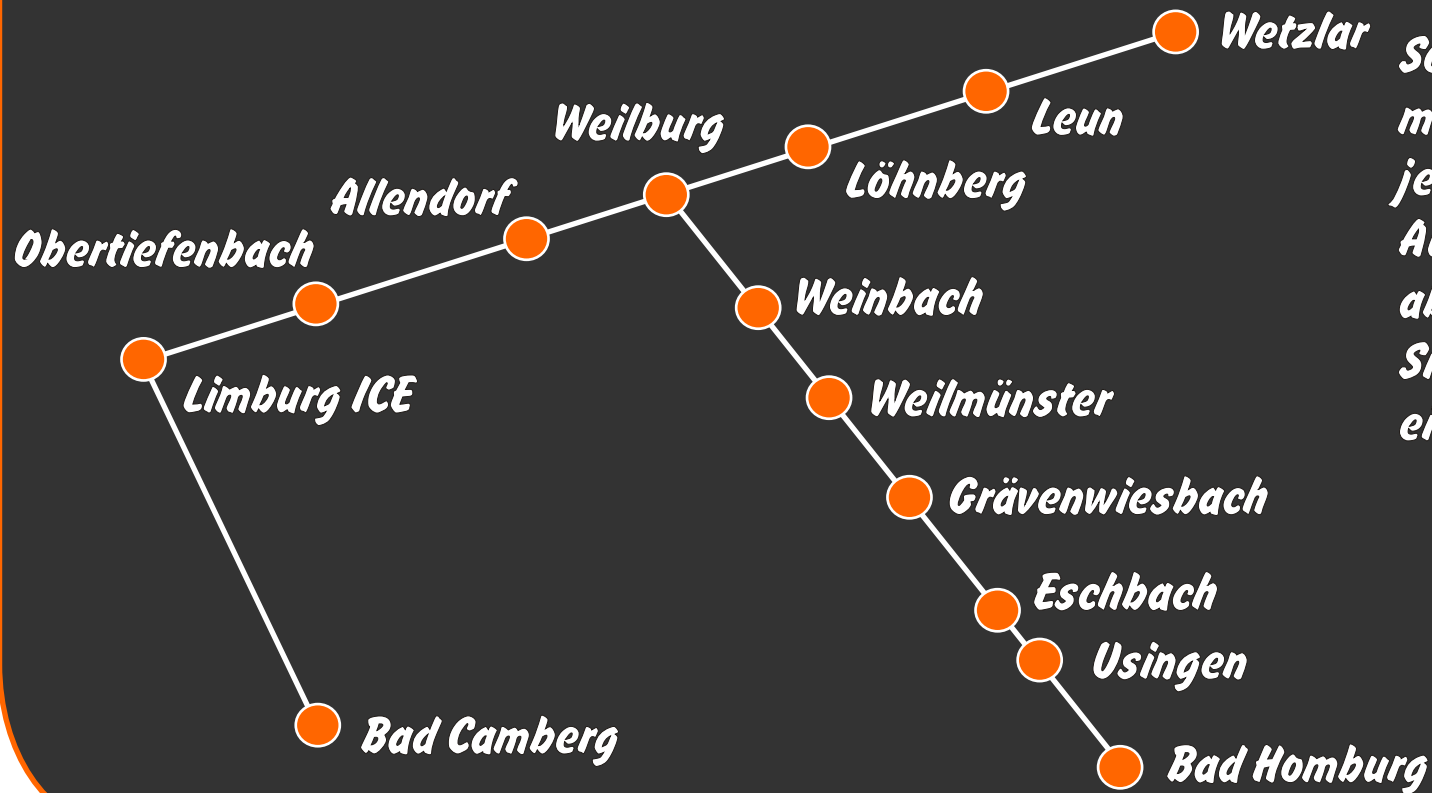 Wetzlar
Leun
Weilburg
Löhnberg
Allendorf
Obertiefenbach
Weinbach
Limburg ICE
Weilmünster
Grävenwiesbach
Eschbach
Usingen
Bad Camberg
Bad Homburg